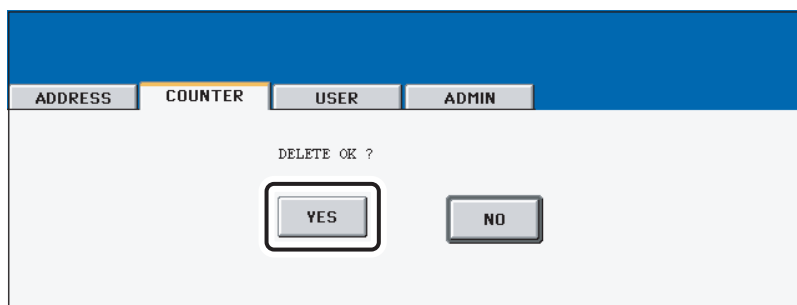 ADDRESS COUNTER USER ADMIN
DELETE OK ?
YES NO